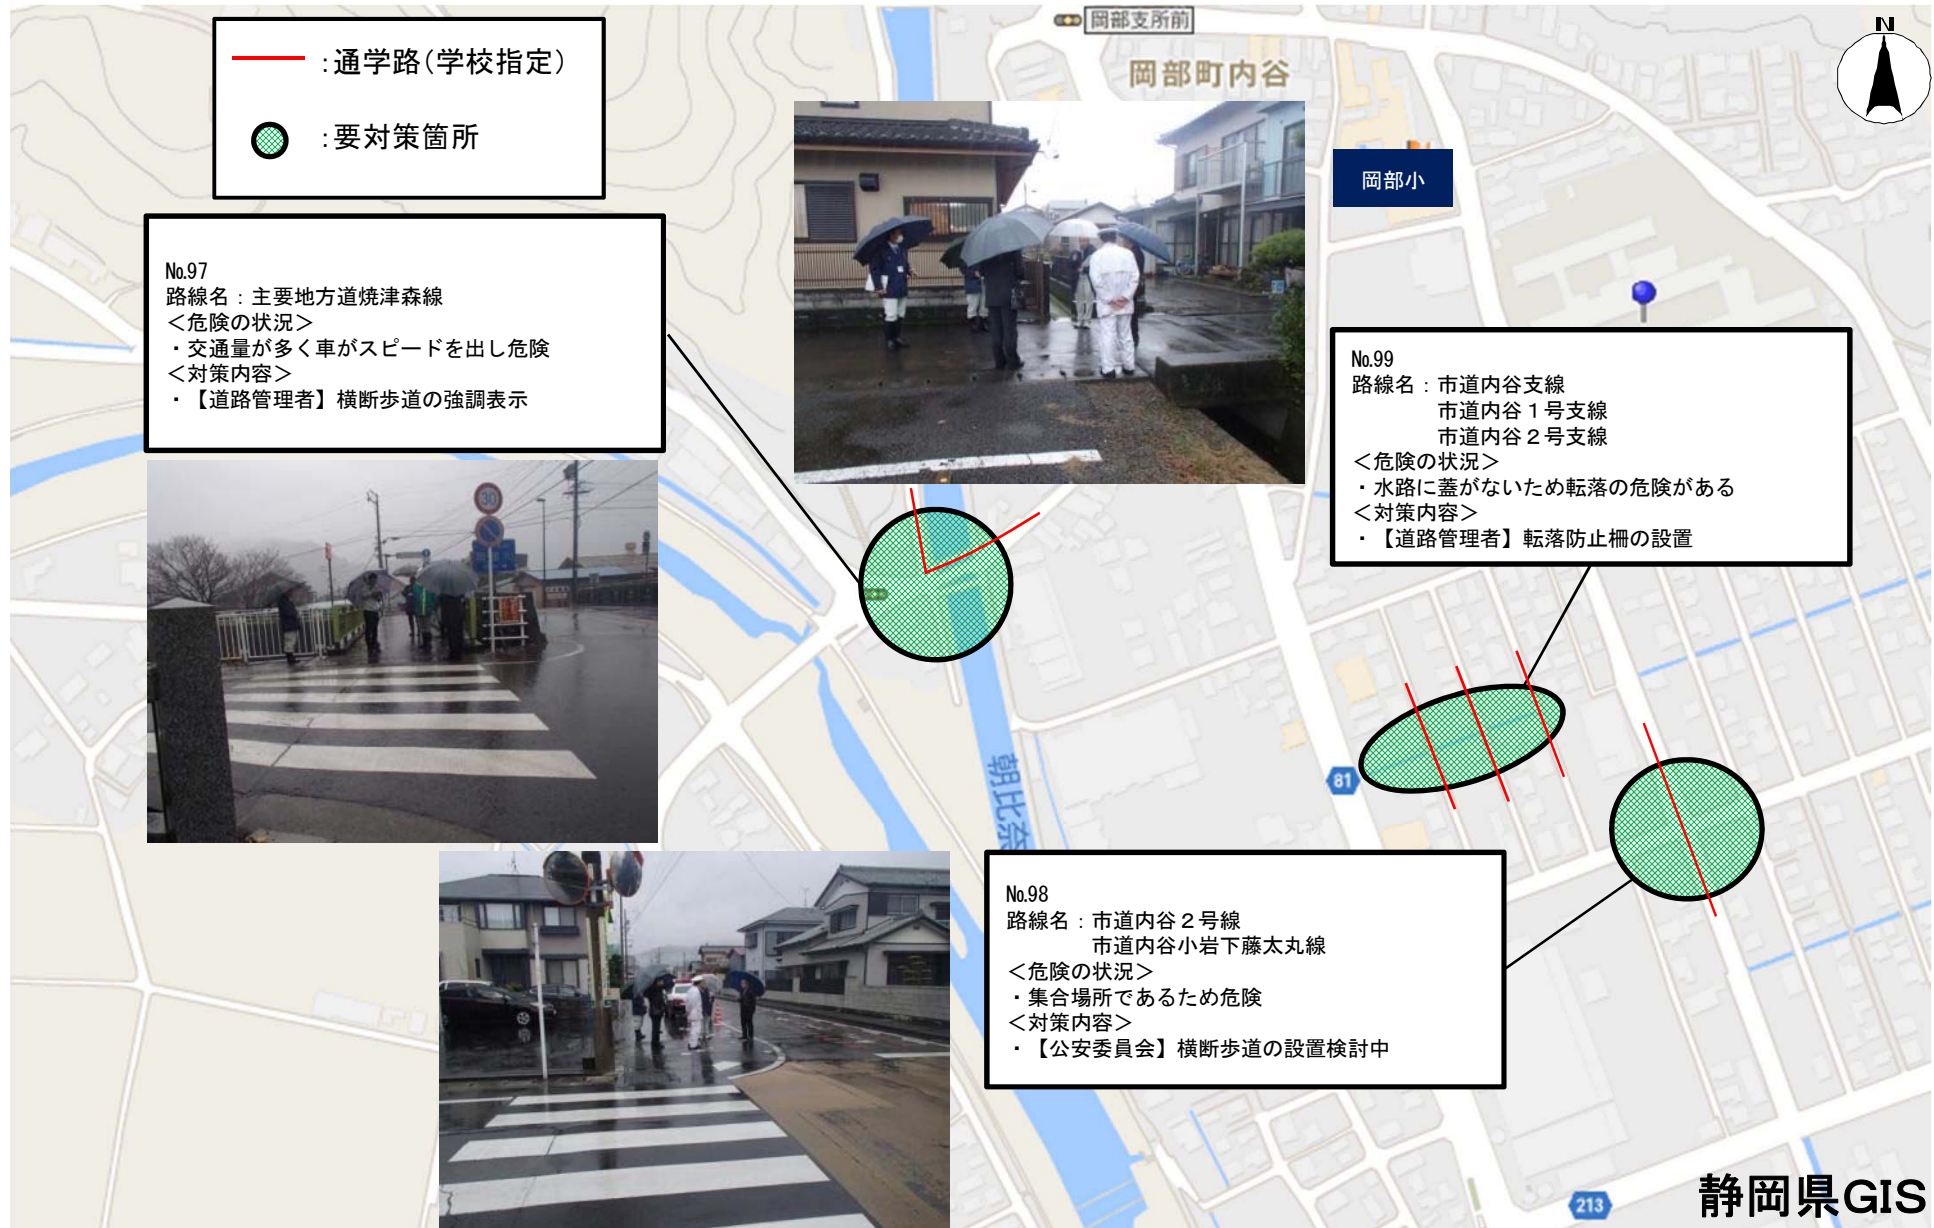 :通学路(学校指定)
:要対策箇所
岡部支所前
岡部町内谷
N
岡部小
No.97
路線名：主要地方道焼津森線
＜危険の状況＞
・交通量が多く車がスピードを出し危険
＜対策内容＞
・【道路管理者】横断歩道の強調表示
30
No.99
路線名：市道内谷支線
市道内谷１号支線
市道内谷２号支線
＜危険の状況＞
・水路に蓋がないため転落の危険がある
＜対策内容＞
・【道路管理者】転落防止柵の設置
朝比奈
81
No.98
路線名：市道内谷２号線
市道内谷小岩下藤太丸線
＜危険の状況＞
・集合場所であるため危険
＜対策内容＞
・【公安委員会】横断歩道の設置検討中
213
静岡県GIS